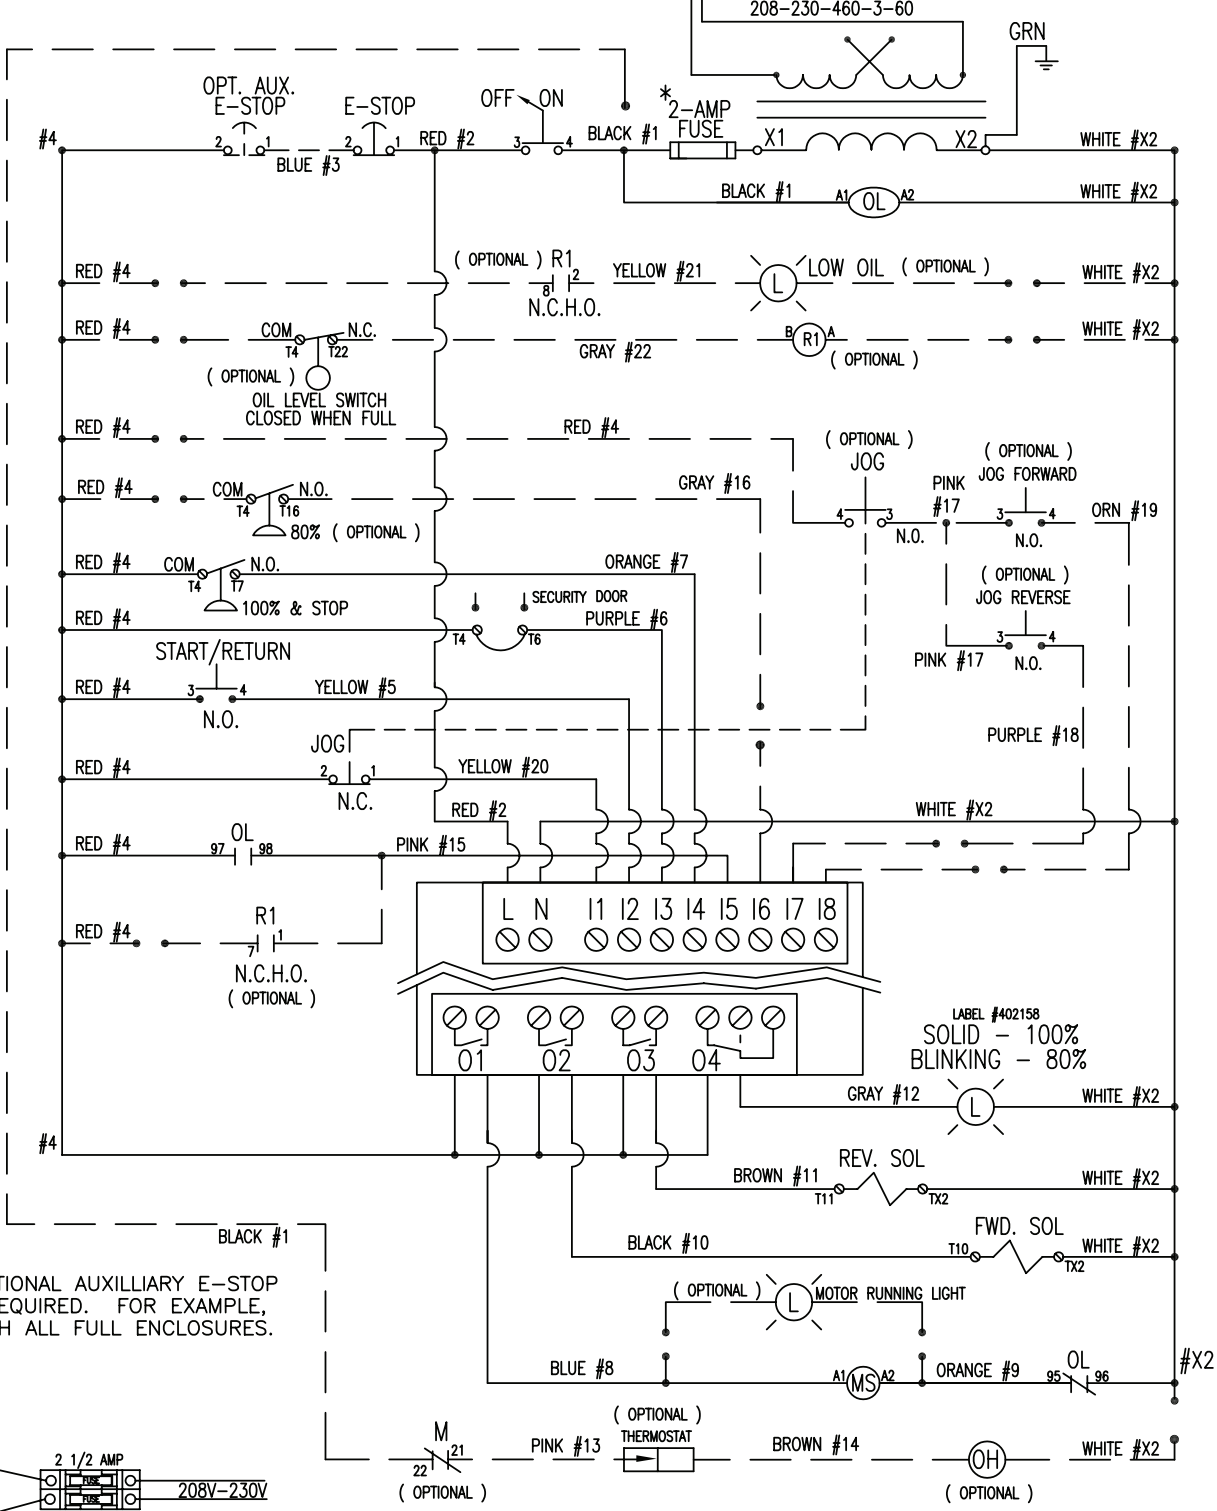 208-230-460-3-60
GRN
OPT. AUX.
E-STOP
E-STOP
OFF ON
*
2-AMP
FUSE
#4
2 1
BLUE #3
2 1
RED #2
3 4
BLACK #1
X1
X2
WHITE #X2
BLACK #1
A1 OL A2
WHITE #X2
RED #4
( OPTIONAL ) R1
8 2
N.C.H.O.
YELLOW #21
L
LOW OIL ( OPTIONAL )
WHITE #X2
RED #4
COM N.C.
T4 T22
GRAY #22
B R1 A
( OPTIONAL )
WHITE #X2
( OPTIONAL )
OIL LEVEL SWITCH
CLOSED WHEN FULL
RED #4
RED #4
( OPTIONAL )
JOG
4 3
N.O.
PINK
#17
( OPTIONAL )
JOG FORWARD
3 4
N.O.
ORN #19
RED #4
COM N.O.
T4 T16
80% ( OPTIONAL )
GRAY #16
RED #4
COM N.O.
T4 T7
100% & STOP
ORANGE #7
( OPTIONAL )
JOG REVERSE
3 4
N.O.
PINK #17
RED #4
SECURITY DOOR
T4 T6
PURPLE #6
START/RETURN
RED #4
3 4
N.O.
YELLOW #5
PURPLE #18
JOG
RED #4
2 1
N.C.
YELLOW #20
RED #2
WHITE #X2
RED #4
OL
97 98
PINK #15
RED #4
R1
7 1
N.C.H.O.
( OPTIONAL )
L N I1 I2 I3 I4 I5 I6 I7 I8
O1 O2 O3 O4
LABEL #402158
SOLID - 100%
BLINKING - 80%
GRAY #12
L
WHITE #X2
#4
BROWN #11
REV. SOL
T11 TX2
WHITE #X2
BLACK #1
BLACK #10
FWD. SOL
T10 TX2
WHITE #X2
TIONAL AUXILLIARY E-STOP
EQUIRED. FOR EXAMPLE,
H ALL FULL ENCLOSURES.
( OPTIONAL )
L
MOTOR RUNNING LIGHT
BLUE #8
A1 MS A2
ORANGE #9
OL
95 96
#X2
M
22 21
( OPTIONAL )
PINK #13
( OPTIONAL )
THERMOSTAT
BROWN #14
OH
( OPTIONAL )
WHITE #X2
2 1/2 AMP
FUSE
FUSE
208V-230V